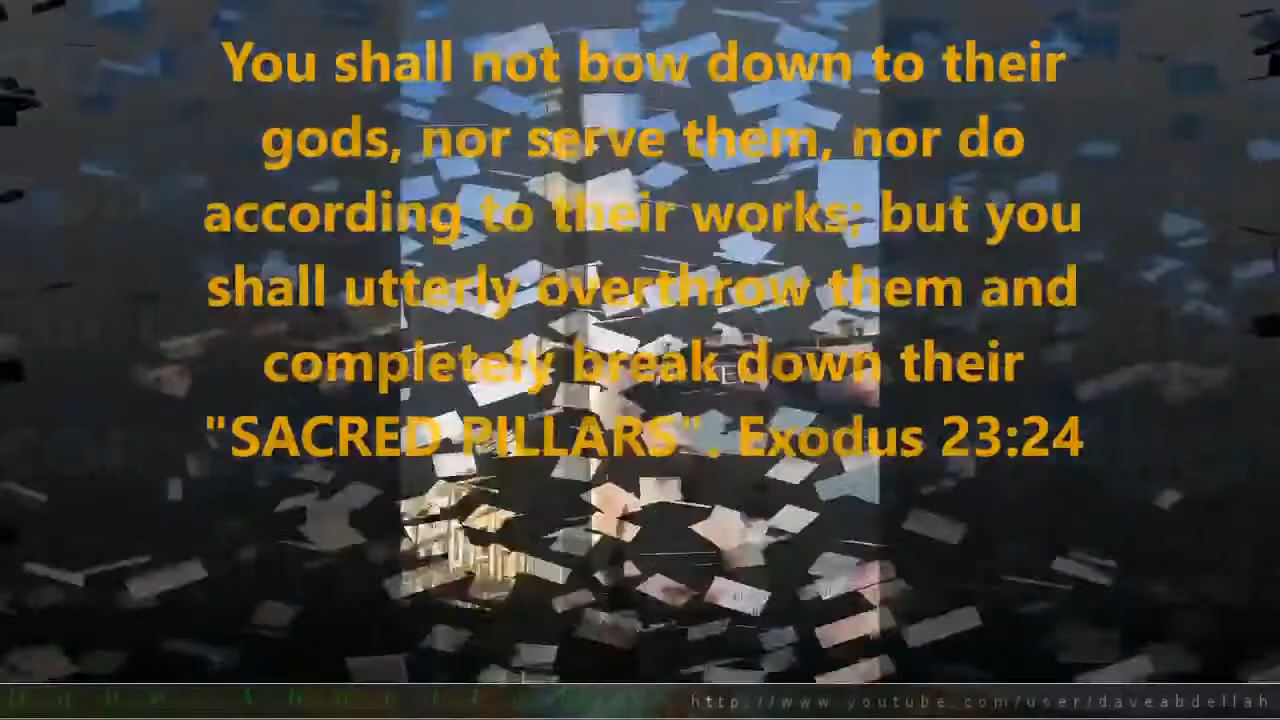 You shall not bow down to their
gods, nor serve them, nor do
according to their works; but you
shall utterly overthrow them and
completely break down their
"SACRED PILLARS". Exodus 23:24
http://www.youtube.com/user/daveabdellah